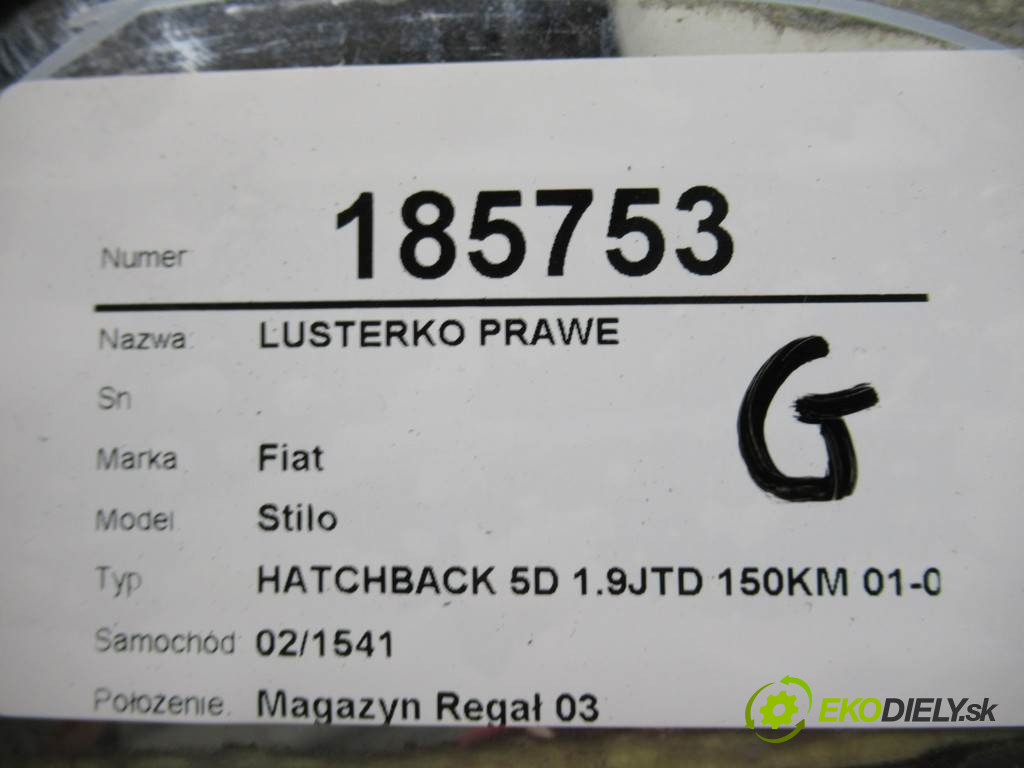 Numer 185753
Nazwa: LUSTERKO PRAWE
Sn
G
Marka Fiat
Model Stilo
Typ HATCHBACK 5D 1.9JTD 150KM 01-0
Samochód 02/1541
Położenie. Magazyn Regał 03
EKODIELY.sk